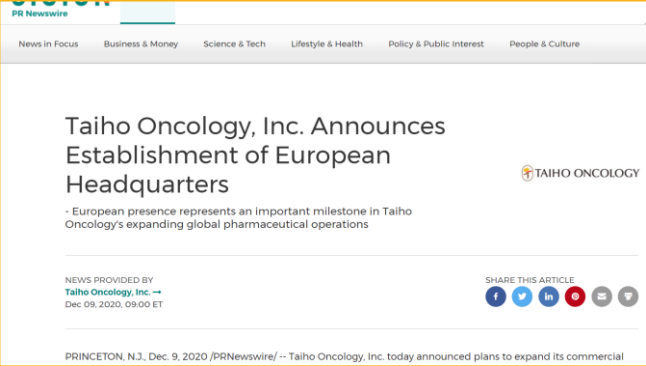 PR Newswire
News in Focus Business & Money Science & Tech Lifestyle & Health Policy & Public Interest People & Culture
Taiho Oncology, Inc. Announces
Establishment of European
Headquarters
TAIHO ONCOLOGY
- European presence represents an important milestone in Taiho
Oncology's expanding global pharmaceutical operations
NEWS PROVIDED BY
Taiho Oncology, Inc. →
Dec 09, 2020, 09:00 ET
SHARE THIS ARTICLE
PRINCETON, N.J., Dec. 9, 2020 /PRNewswire/ -- Taiho Oncology, Inc. today announced plans to expand its commercial